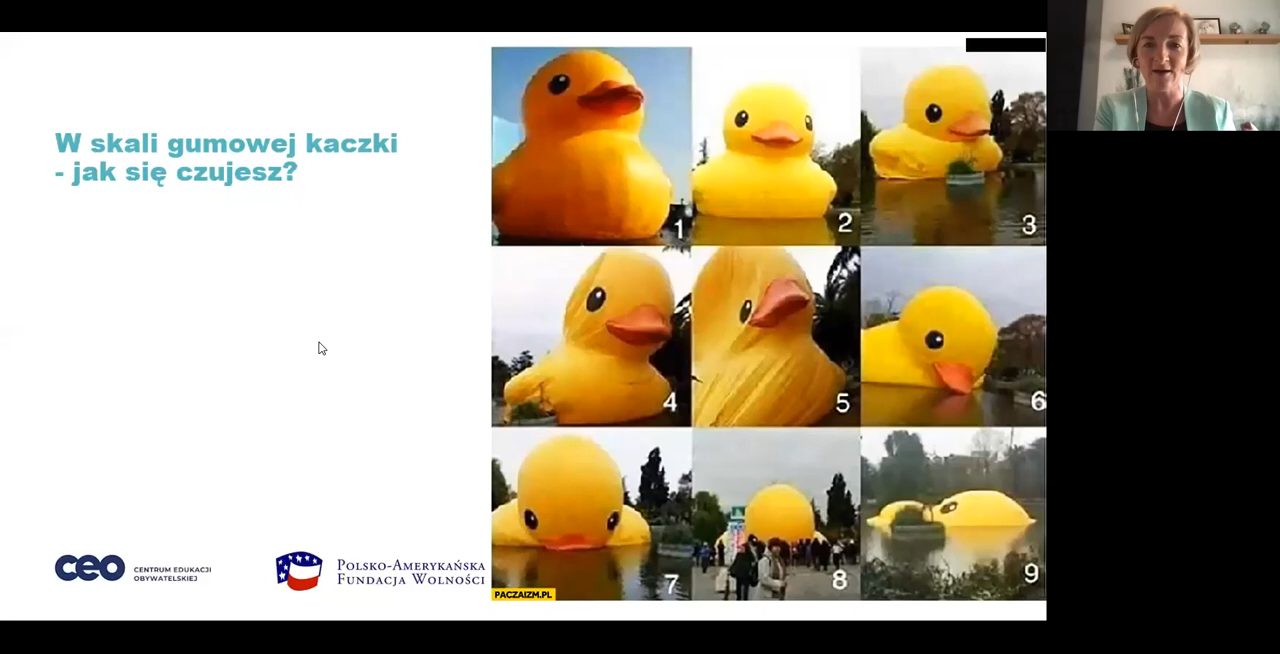 W skali gumowej kaczki
- jak się czujesz?
1
2
3
4
5
6
7
8
9
PACZAIZM.PL
CEO
CENTRUM EDUKACJI
OBYWATELSKIEJ
POLSKO-AMERYKAŃSKA
FUNDACJA WOLNOŚCI